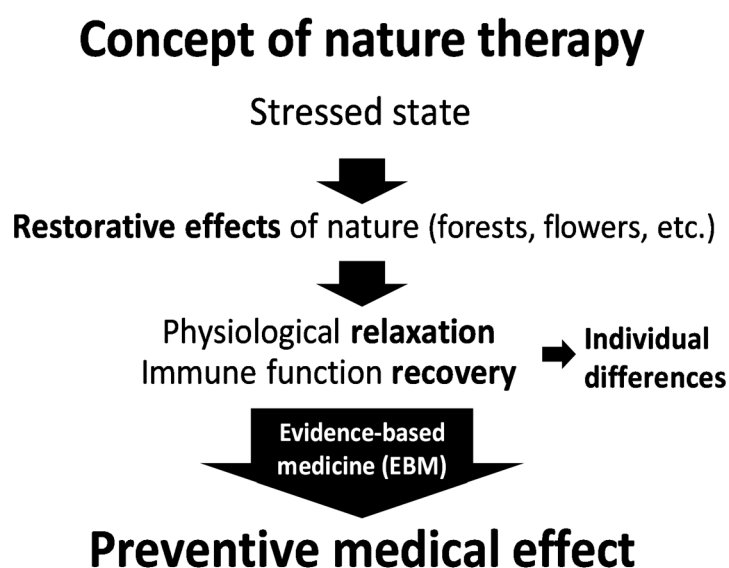 Concept of nature therapy
Stressed state
Restorative effects of nature (forests, flowers, etc.)
Physiological relaxation
Immune function recovery
Individual
differences
Evidence-based
medicine (EBM)
Preventive medical effect